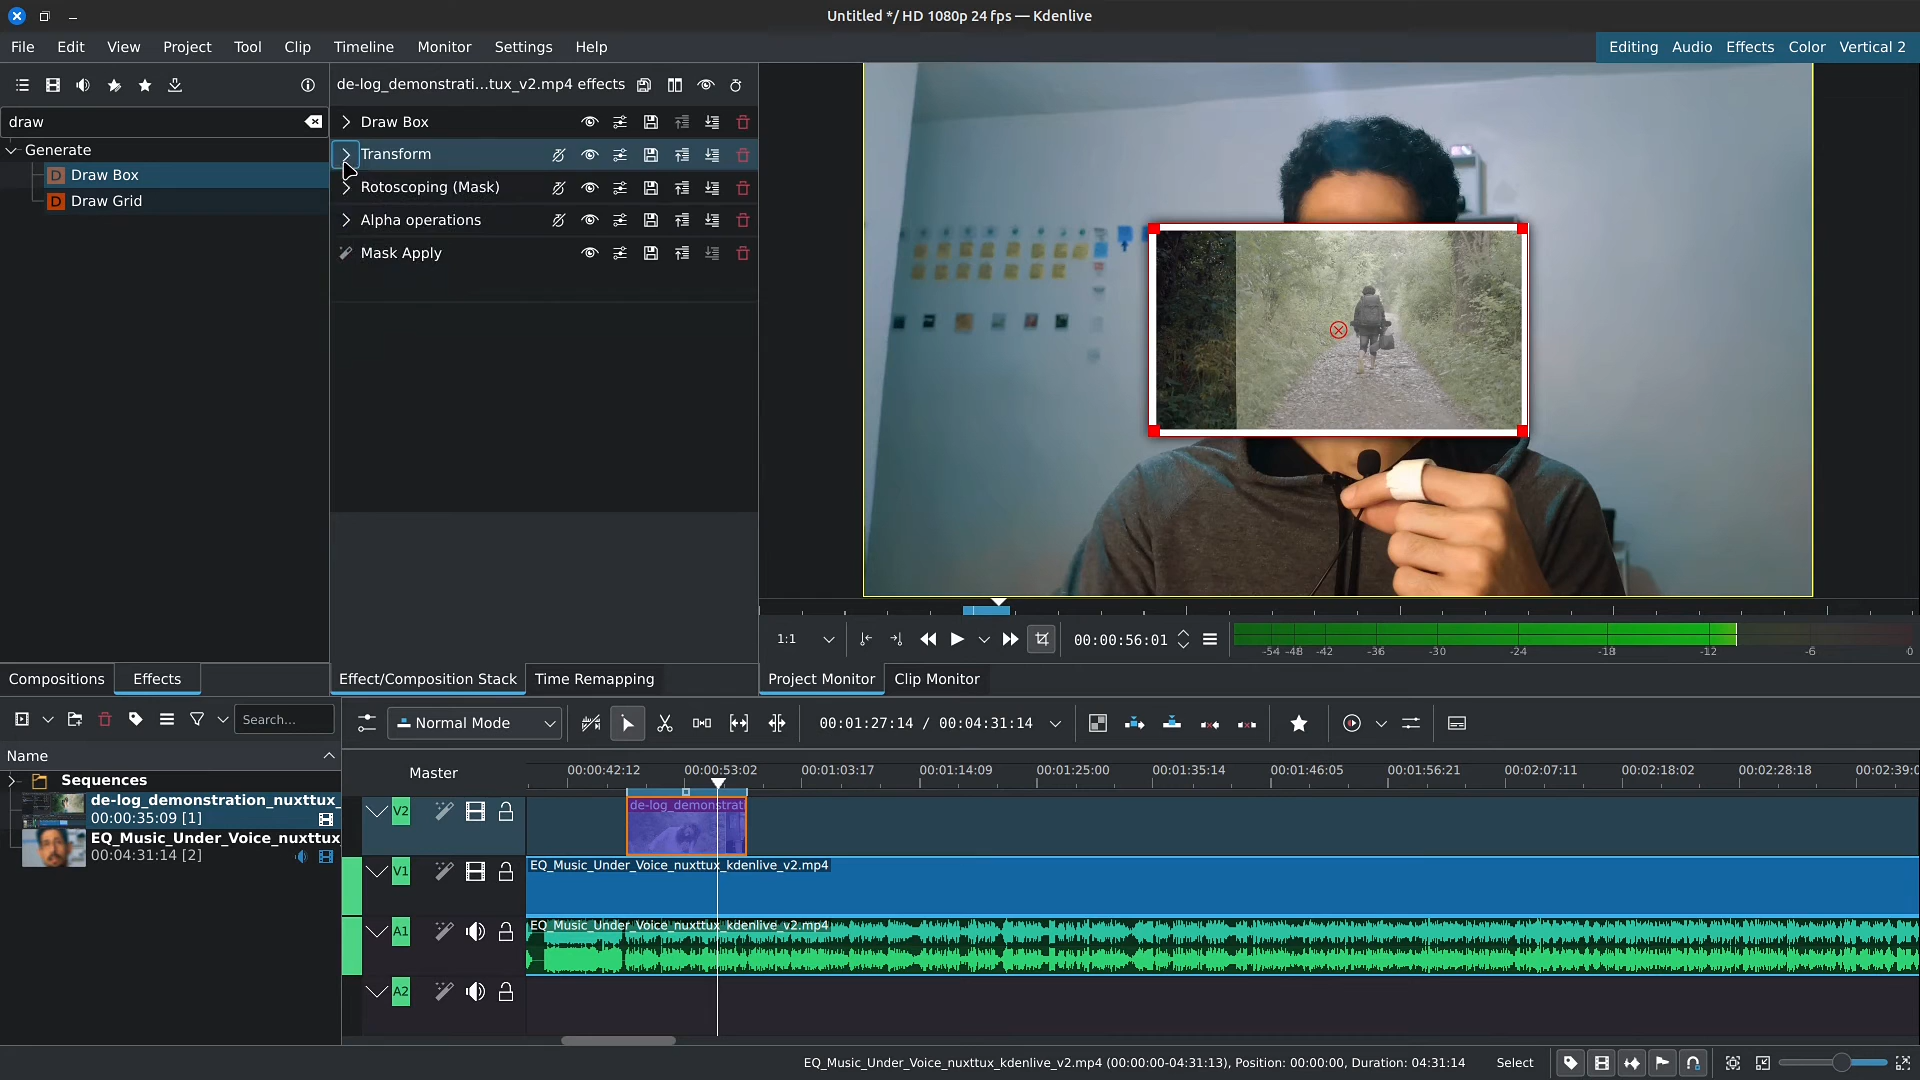 Untitled */ HD 1080p 24 fps — Kdenlive
File Edit View Project Tool Clip Timeline Monitor Settings Help
Editing Audio Effects Color Vertical 2
de-log_demonstrati...tux_v2.mp4 effects
draw
Generate
Draw Box
Draw Grid
Draw Box
Transform
Rotoscoping (Mask)
Alpha operations
Mask Apply
1:1
00:00:56:01
-54 -48 -42 -36 -30 -24 -18 -12 -6 0
Compositions Effects
Effect/Composition Stack Time Remapping
Project Monitor Clip Monitor
Search...
Normal Mode
00:01:27:14 / 00:04:31:14
Name
Sequences
de-log_demonstration_nuxttux_
00:00:35:09 [1]
EQ_Music_Under_Voice_nuxttux
00:04:31:14 [2]
Master
00:00:42:12 00:00:53:02 00:01:03:17 00:01:14:09 00:01:25:00 00:01:35:14 00:01:46:05 00:01:56:21 00:02:07:11 00:02:18:02 00:02:28:18 00:02:39:0
V2
de-log_demonstrati
V1
EQ_Music_Under_Voice_nuxttux_kdenlive_v2.mp4
A1
EQ_Music_Under_Voice_nuxttux_kdenlive_v2.mp4
A2
EQ_Music_Under_Voice_nuxttux_kdenlive_v2.mp4 (00:00:00-04:31:13), Position: 00:00:00, Duration: 04:31:14
Select